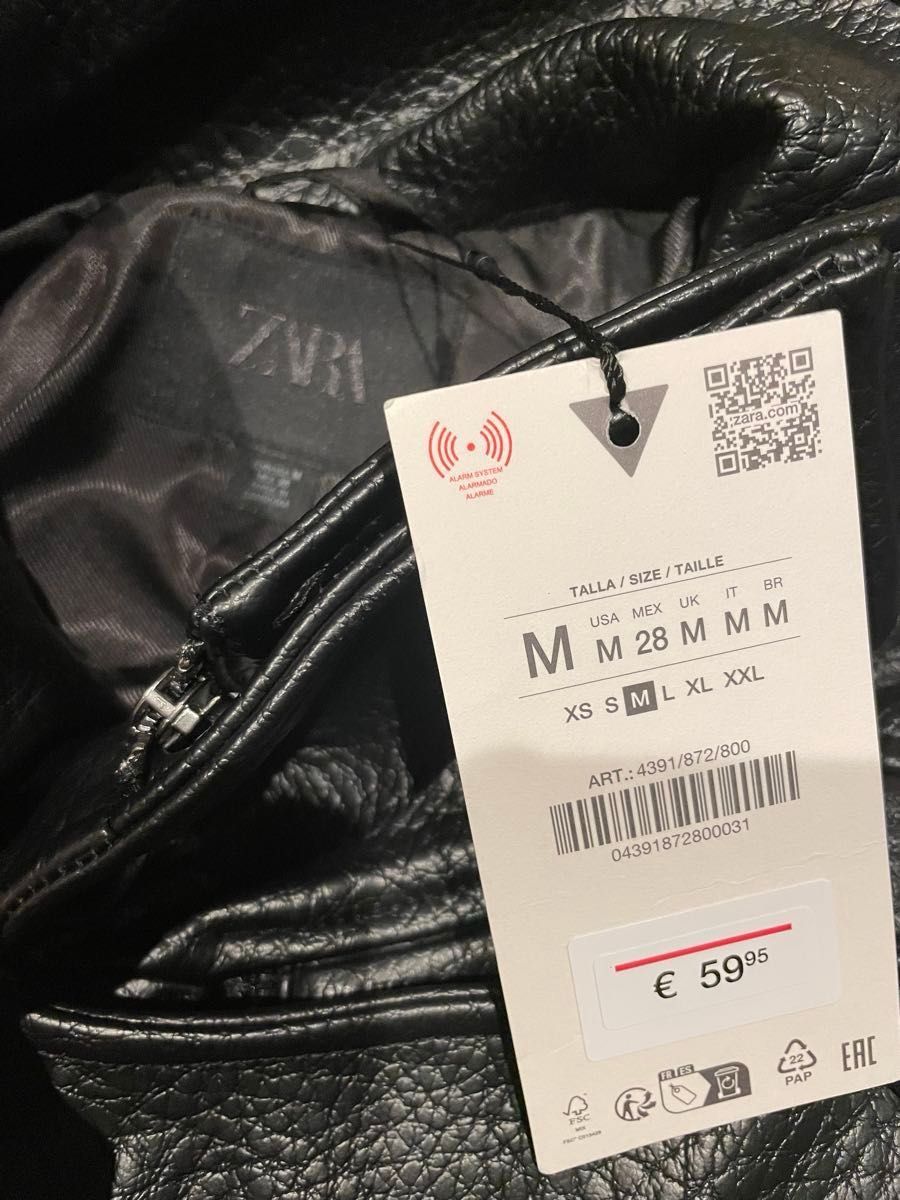 ZARA
ALARM SYSTEM
ALARMADO
ALARME
zara.com
TALLA / SIZE / TAILLE
USA MEX UK IT BR
M M 28 M M M
XS S M L XL XXL
ART.: 4391/872/800
04391872800031
€ 59 95
FR. ES.
FSC
MIX
22
PAP
EAC